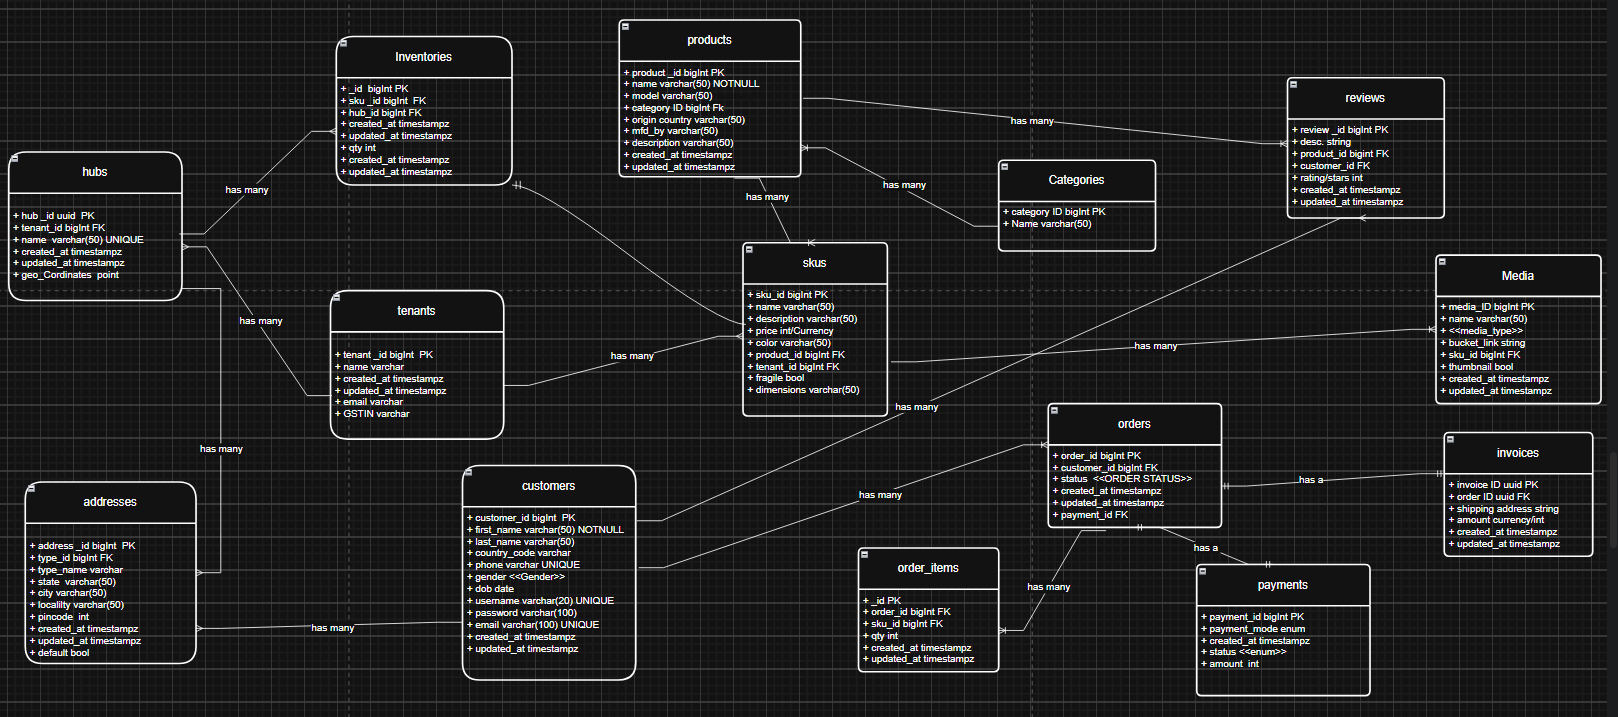 Inventories
+ _id  bigInt PK
+ sku _id bigInt  FK
+ hub_id bigInt FK
+ created_at timestampz
+ updated_at timestampz
+ qty int
+ created_at timestampz
+ updated_at timestampz
products
+ product _id bigInt PK
+ name varchar(50) NOTNULL
+ model varchar(50)
+ category ID bigInt Fk
+ origin country varchar(50)
+ mfd_by varchar(50)
+ description varchar(50)
+ created_at timestampz
+ updated_at timestampz
reviews
+ review _id bigInt PK
+ desc. string
+ product_id bigint FK
+ customer_id FK
+ rating/stars int
+ created_at timestampz
+ updated_at timestampz
has many
hubs
+ hub _id uuid  PK
+ tenant_id bigInt FK
+ name  varchar(50) UNIQUE
+ created_at timestampz
+ updated_at timestampz
+ geo_Cordinates  point
has many
has many
has many
Categories
+ category ID bigInt PK
+ Name varchar(50)
skus
+ sku_id bigInt PK
+ name varchar(50)
+ description varchar(50)
+ price int/Currency
+ color varchar(50)
+ product_id bigInt FK
+ tenant_id bigInt FK
+ fragile bool
+ dimensions varchar(50)
Media
+ media_ID bigInt PK
+ name varchar(50)
+ <<media_type>>
+ bucket_link string
+ sku_id bigInt FK
+ thumbnail bool
+ created_at timestampz
+ updated_at timestampz
has many
tenants
+ tenant _id bigInt  PK
+ name varchar
+ created_at timestampz
+ updated_at timestampz
+ email varchar
+ GSTIN varchar
has many
has many
has many
has many
orders
+ order_id bigInt PK
+ customer_id bigInt FK
+ status  <<ORDER STATUS>>
+ created_at timestampz
+ updated_at timestampz
+ payment_id FK
has a
invoices
+ invoice ID uuid PK
+ order ID uuid FK
+ shipping address string
+ amount currency/int
+ created_at timestampz
+ updated_at timestampz
addresses
+ address _id bigInt  PK
+ type_id bigInt FK
+ type_name varchar
+ state  varchar(50)
+ city varchar(50)
+ locality varchar(50)
+ pincode  int
+ created_at timestampz
+ updated_at timestampz
+ default bool
has many
customers
+ customer_id bigInt  PK
+ first_name varchar(50) NOTNULL
+ last_name varchar(50)
+ country_code varchar
+ phone varchar UNIQUE
+ gender <<Gender>>
+ dob date
+ username varchar(20) UNIQUE
+ password varchar(100)
+ email varchar(100) UNIQUE
+ created_at timestampz
+ updated_at timestampz
has many
order_items
+ _id PK
+ order_id bigInt FK
+ sku_id bigInt FK
+ qty int
+ created_at timestampz
+ updated_at timestampz
has many
has a
payments
+ payment_id bigInt PK
+ payment_mode enum
+ created_at timestampz
+ status <<enum>>
+ amount  int